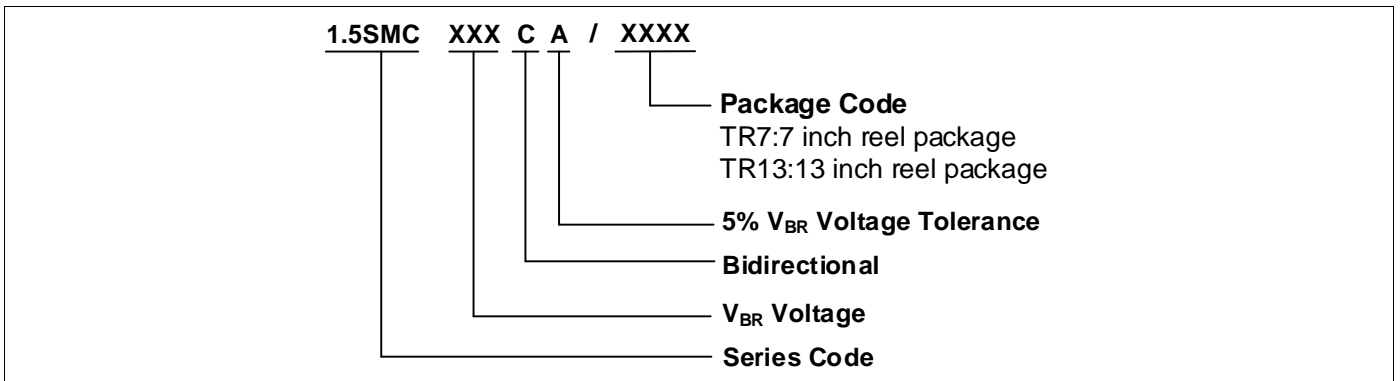 1.5SMC XXX C A / XXXX
Package Code
TR7:7 inch reel package
TR13:13 inch reel package
5% VBR Voltage Tolerance
Bidirectional
VBR Voltage
Series Code